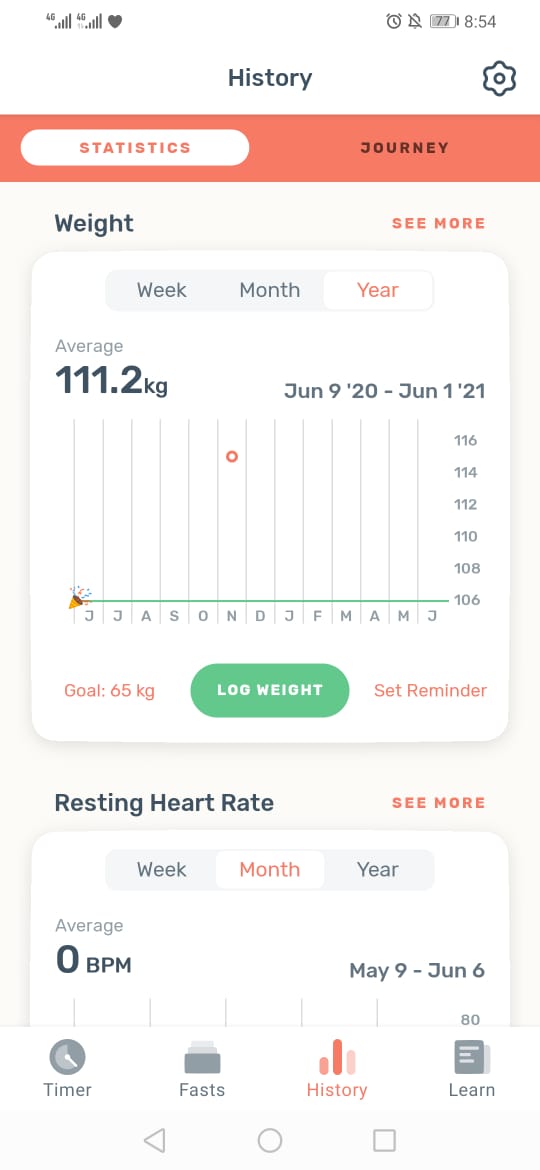 4G 4G 77 8:54
History
STATISTICS JOURNEY
Weight SEE MORE
Week Month Year
Average
111.2kg Jun 9 '20 - Jun 1 '21
116
114
112
110
108
106
J J A S O N D J F M A M J
Goal: 65 kg LOG WEIGHT Set Reminder
Resting Heart Rate SEE MORE
Week Month Year
Average
0 BPM May 9 - Jun 6
80
Timer Fasts History Learn